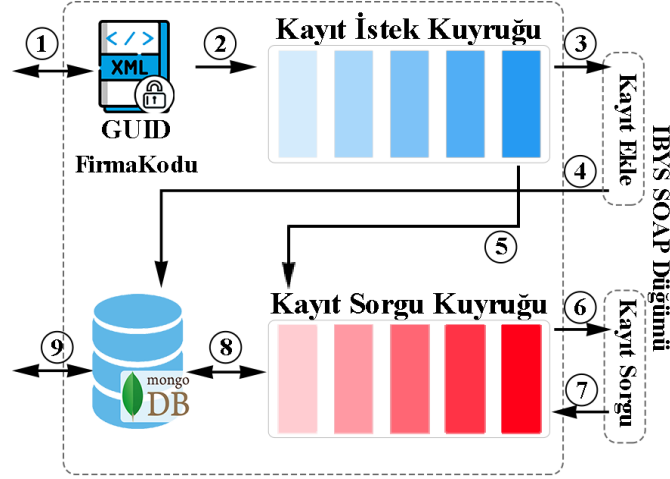 1
2
Kayıt İstek Kuyruğu
3
</>
XML
GUID
FirmaKodu
Kayıt Ekle
4
İBYS SOAP Düğümü
5
Kayıt Sorgu Kuyruğu
6
Kayıt Sorgu
9
8
7
mongo
DB